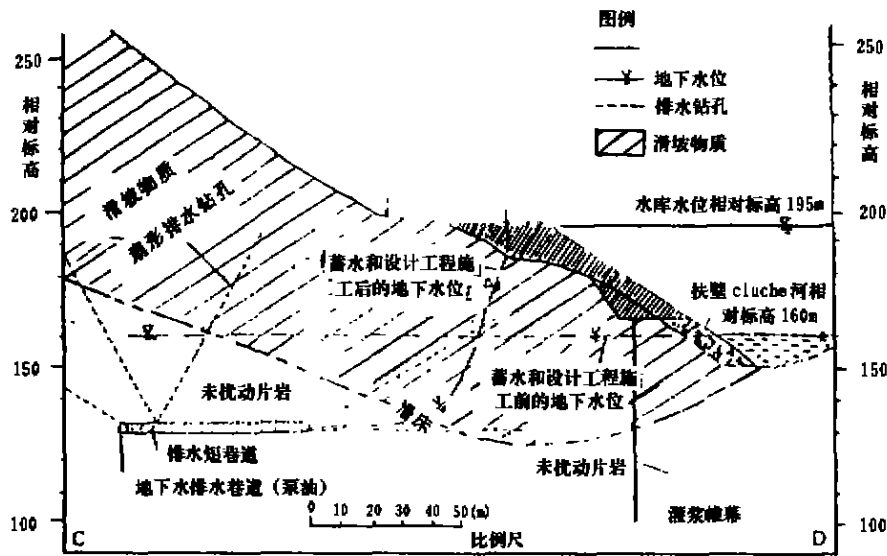 图例
地下水位
排水钻孔
滑坡物质
250
250
相对标高
相对标高
滑坡物质
扇形排水钻孔
水库水位相对标高 195m
200
200
蓄水和设计工程施
工后的地下水位
扶壁 cluche 河相
对标高 160m
150
150
未扰动片岩
蓄水和设计工程施
工前的地下水位
滑床
排水短巷道
未扰动片岩
地下水排水巷道（泵油）
0 10 20 30 40 50(m)
灌浆帷幕
100
C
比例尺
D
100